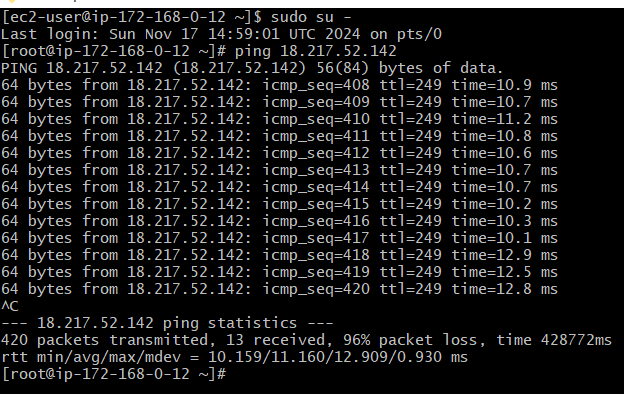 [ec2-user@ip-172-168-0-12 ~]$ sudo su -
Last login: Sun Nov 17 14:59:01 UTC 2024 on pts/0
[root@ip-172-168-0-12 ~]# ping 18.217.52.142
PING 18.217.52.142 (18.217.52.142) 56(84) bytes of data.
64 bytes from 18.217.52.142: icmp_seq=408 ttl=249 time=10.9 ms
64 bytes from 18.217.52.142: icmp_seq=409 ttl=249 time=10.7 ms
64 bytes from 18.217.52.142: icmp_seq=410 ttl=249 time=11.2 ms
64 bytes from 18.217.52.142: icmp_seq=411 ttl=249 time=10.8 ms
64 bytes from 18.217.52.142: icmp_seq=412 ttl=249 time=10.6 ms
64 bytes from 18.217.52.142: icmp_seq=413 ttl=249 time=10.7 ms
64 bytes from 18.217.52.142: icmp_seq=414 ttl=249 time=10.7 ms
64 bytes from 18.217.52.142: icmp_seq=415 ttl=249 time=10.2 ms
64 bytes from 18.217.52.142: icmp_seq=416 ttl=249 time=10.3 ms
64 bytes from 18.217.52.142: icmp_seq=417 ttl=249 time=10.1 ms
64 bytes from 18.217.52.142: icmp_seq=418 ttl=249 time=12.9 ms
64 bytes from 18.217.52.142: icmp_seq=419 ttl=249 time=12.5 ms
64 bytes from 18.217.52.142: icmp_seq=420 ttl=249 time=12.8 ms
^C
--- 18.217.52.142 ping statistics ---
420 packets transmitted, 13 received, 96% packet loss, time 428772ms
rtt min/avg/max/mdev = 10.159/11.160/12.909/0.930 ms
[root@ip-172-168-0-12 ~]#